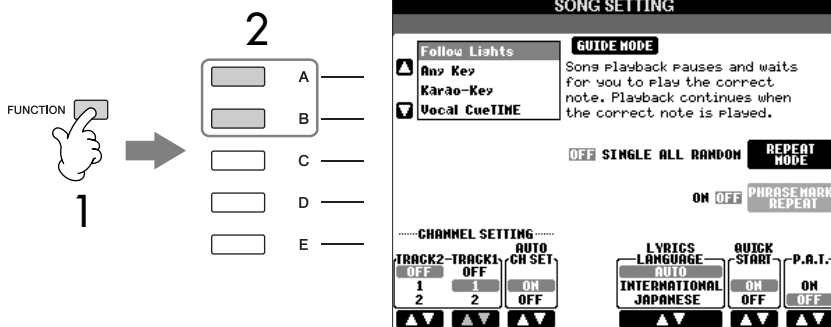 FUNCTION
1
2
A
B
C
D
E
SONG SETTING
Follow Lights
Any Key
Karao-Key
Vocal CueTIME
GUIDE MODE
Song Playback pauses and waits
for you to play the correct
note. Playback continues when
the correct note is played.
OFF SINGLE ALL RANDOM
REPEAT
MODE
ON OFF
PHRASE MARK
REPEAT
CHANNEL SETTING
TRACK2 TRACK1 AUTO
CH SET
OFF OFF
1 1 ON
2 2 OFF
LYRICS
LANGUAGE
AUTO
INTERNATIONAL
JAPANESE
QUICK
START
ON
OFF
P.A.T.
ON
OFF